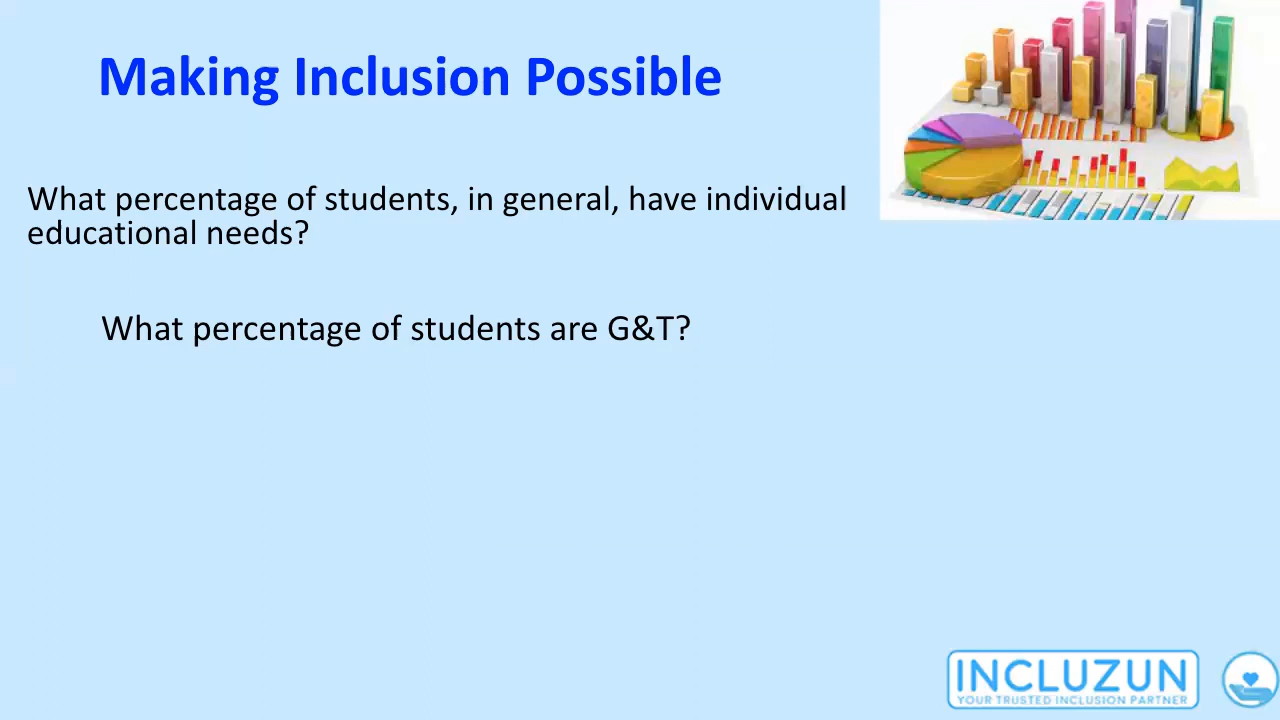 Making Inclusion Possible
What percentage of students, in general, have individual
educational needs?
What percentage of students are G&T?
INCLUZUN
YOUR TRUSTED INCLUSION PARTNER